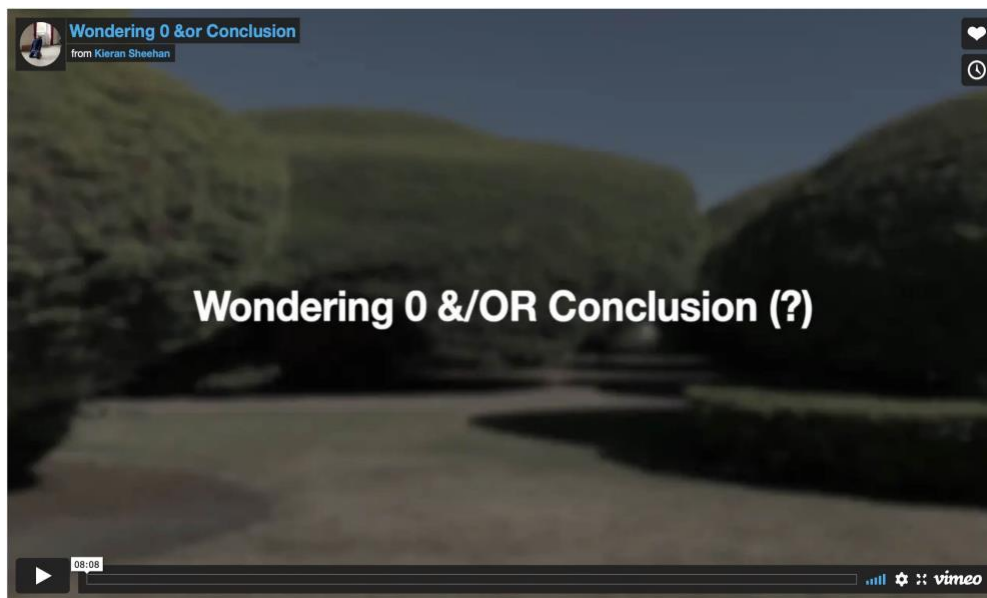 Wondering 0 &or Conclusion
from Kieran Sheehan
Wondering 0 &/OR Conclusion (?)
08:08
vimeo